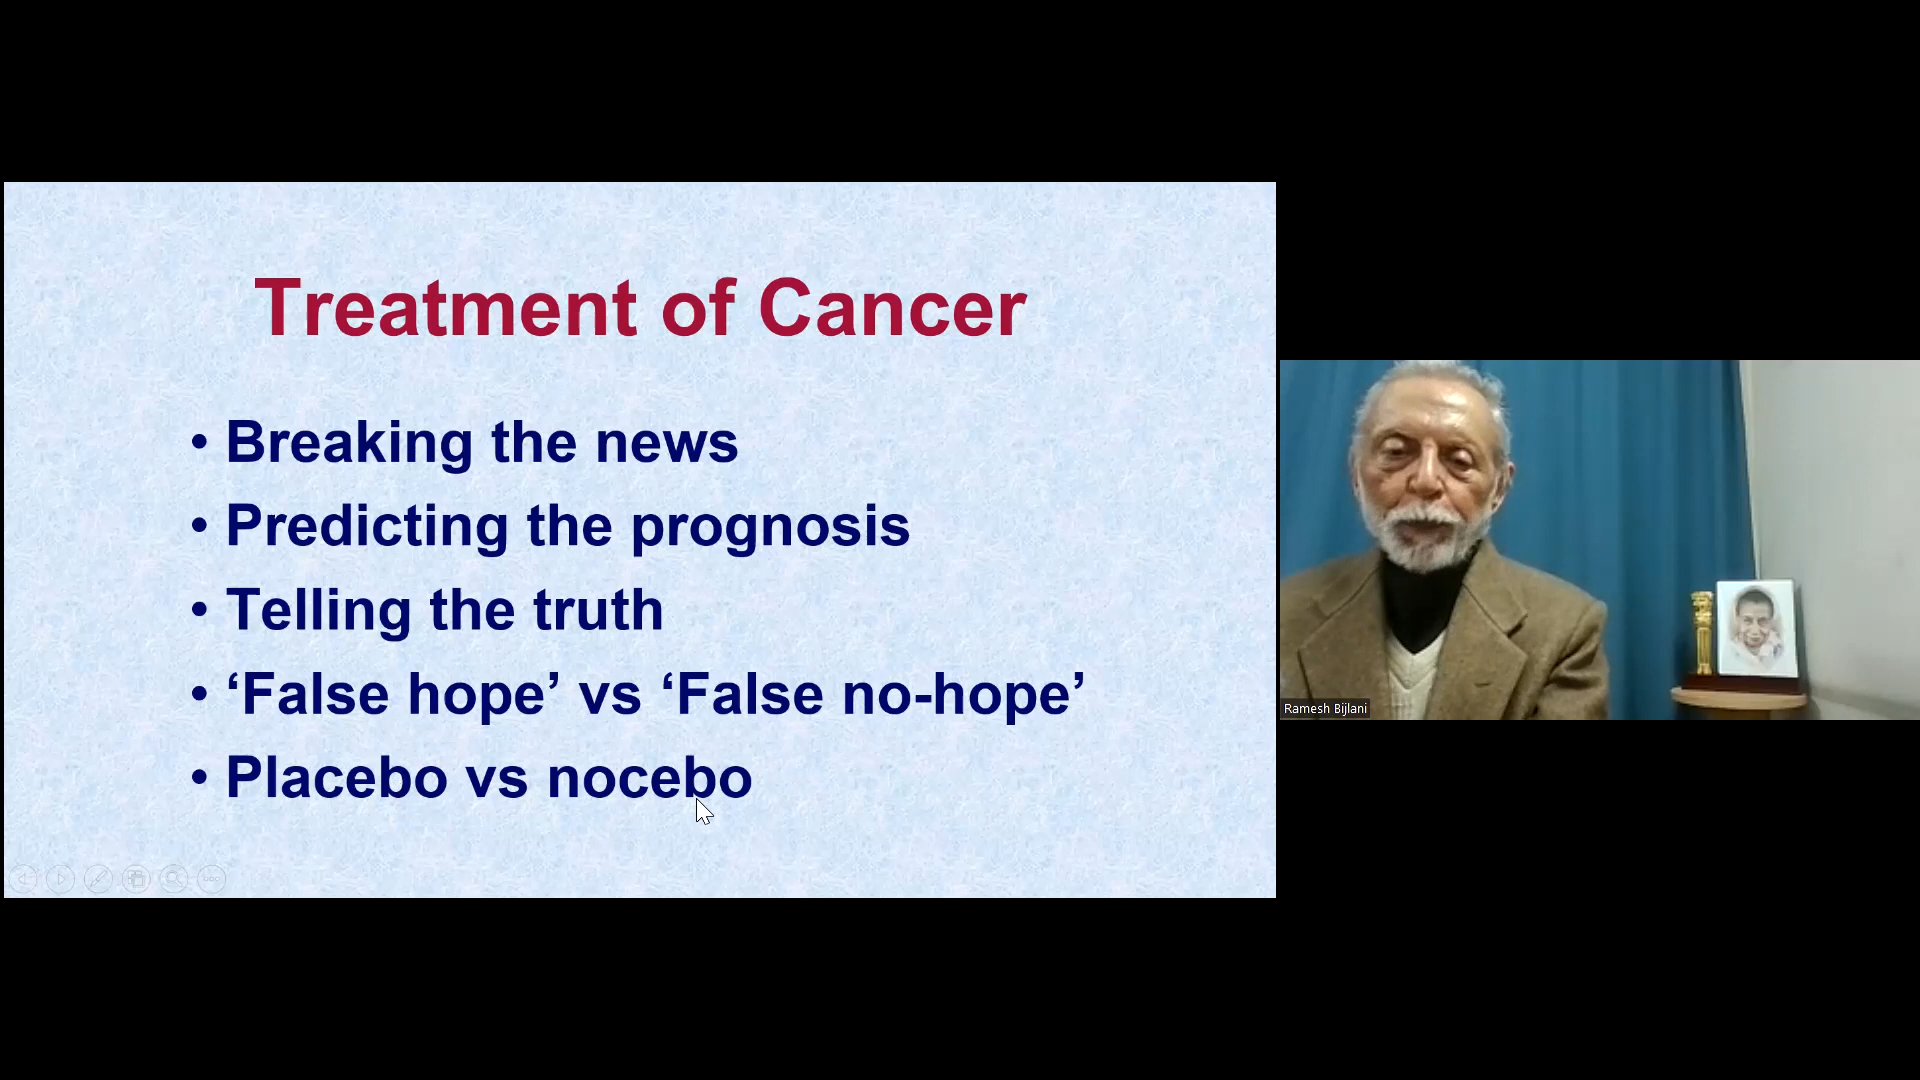 Treatment of Cancer
• Breaking the news
• Predicting the prognosis
• Telling the truth
• ‘False hope’ vs ‘False no-hope’
• Placebo vs nocebo
Ramesh Bijlani